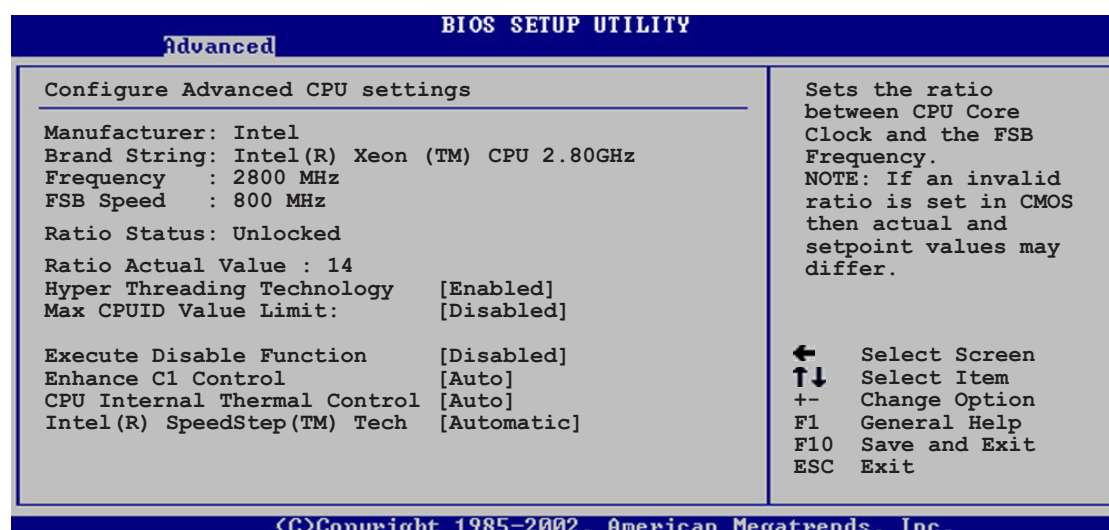 BIOS SETUP UTILITY
Advanced
Configure Advanced CPU settings
Manufacturer: Intel
Brand String: Intel(R) Xeon (TM) CPU 2.80GHz
Frequency : 2800 MHz
FSB Speed : 800 MHz
Ratio Status: Unlocked
Ratio Actual Value : 14
Hyper Threading Technology [Enabled]
Max CPUID Value Limit: [Disabled]
Execute Disable Function [Disabled]
Enhance C1 Control [Auto]
CPU Internal Thermal Control [Auto]
Intel(R) SpeedStep(TM) Tech [Automatic]
Sets the ratio
between CPU Core
Clock and the FSB
Frequency.
NOTE: If an invalid
ratio is set in CMOS
then actual and
setpoint values may
differ.
← Select Screen
↑↓ Select Item
+- Change Option
F1 General Help
F10 Save and Exit
ESC Exit
(C)Copyright 1985-2002, American Megatrends, Inc.